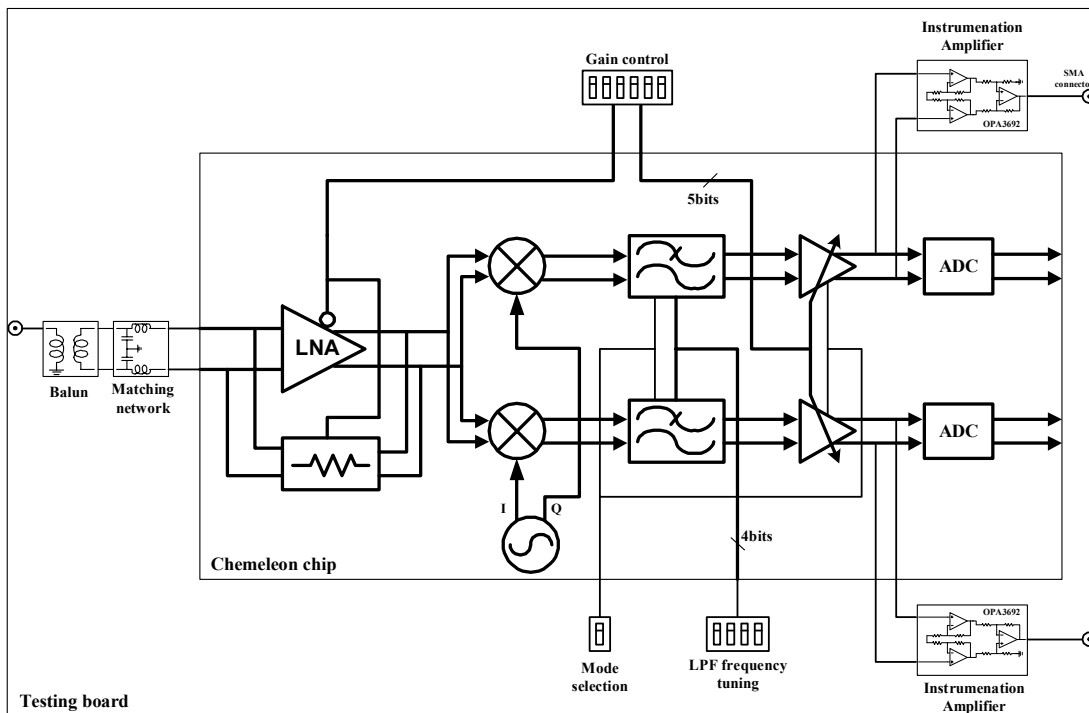 Instrumenation
Amplifier
Gain control
SMA
connector
OPA3692
5bits
ADC
LNA
Balun
Matching
network
ADC
I
Q
4bits
Chemeleon chip
OPA3692
Mode
selection
LPF frequency
tuning
Instrumenation
Amplifier
Testing board